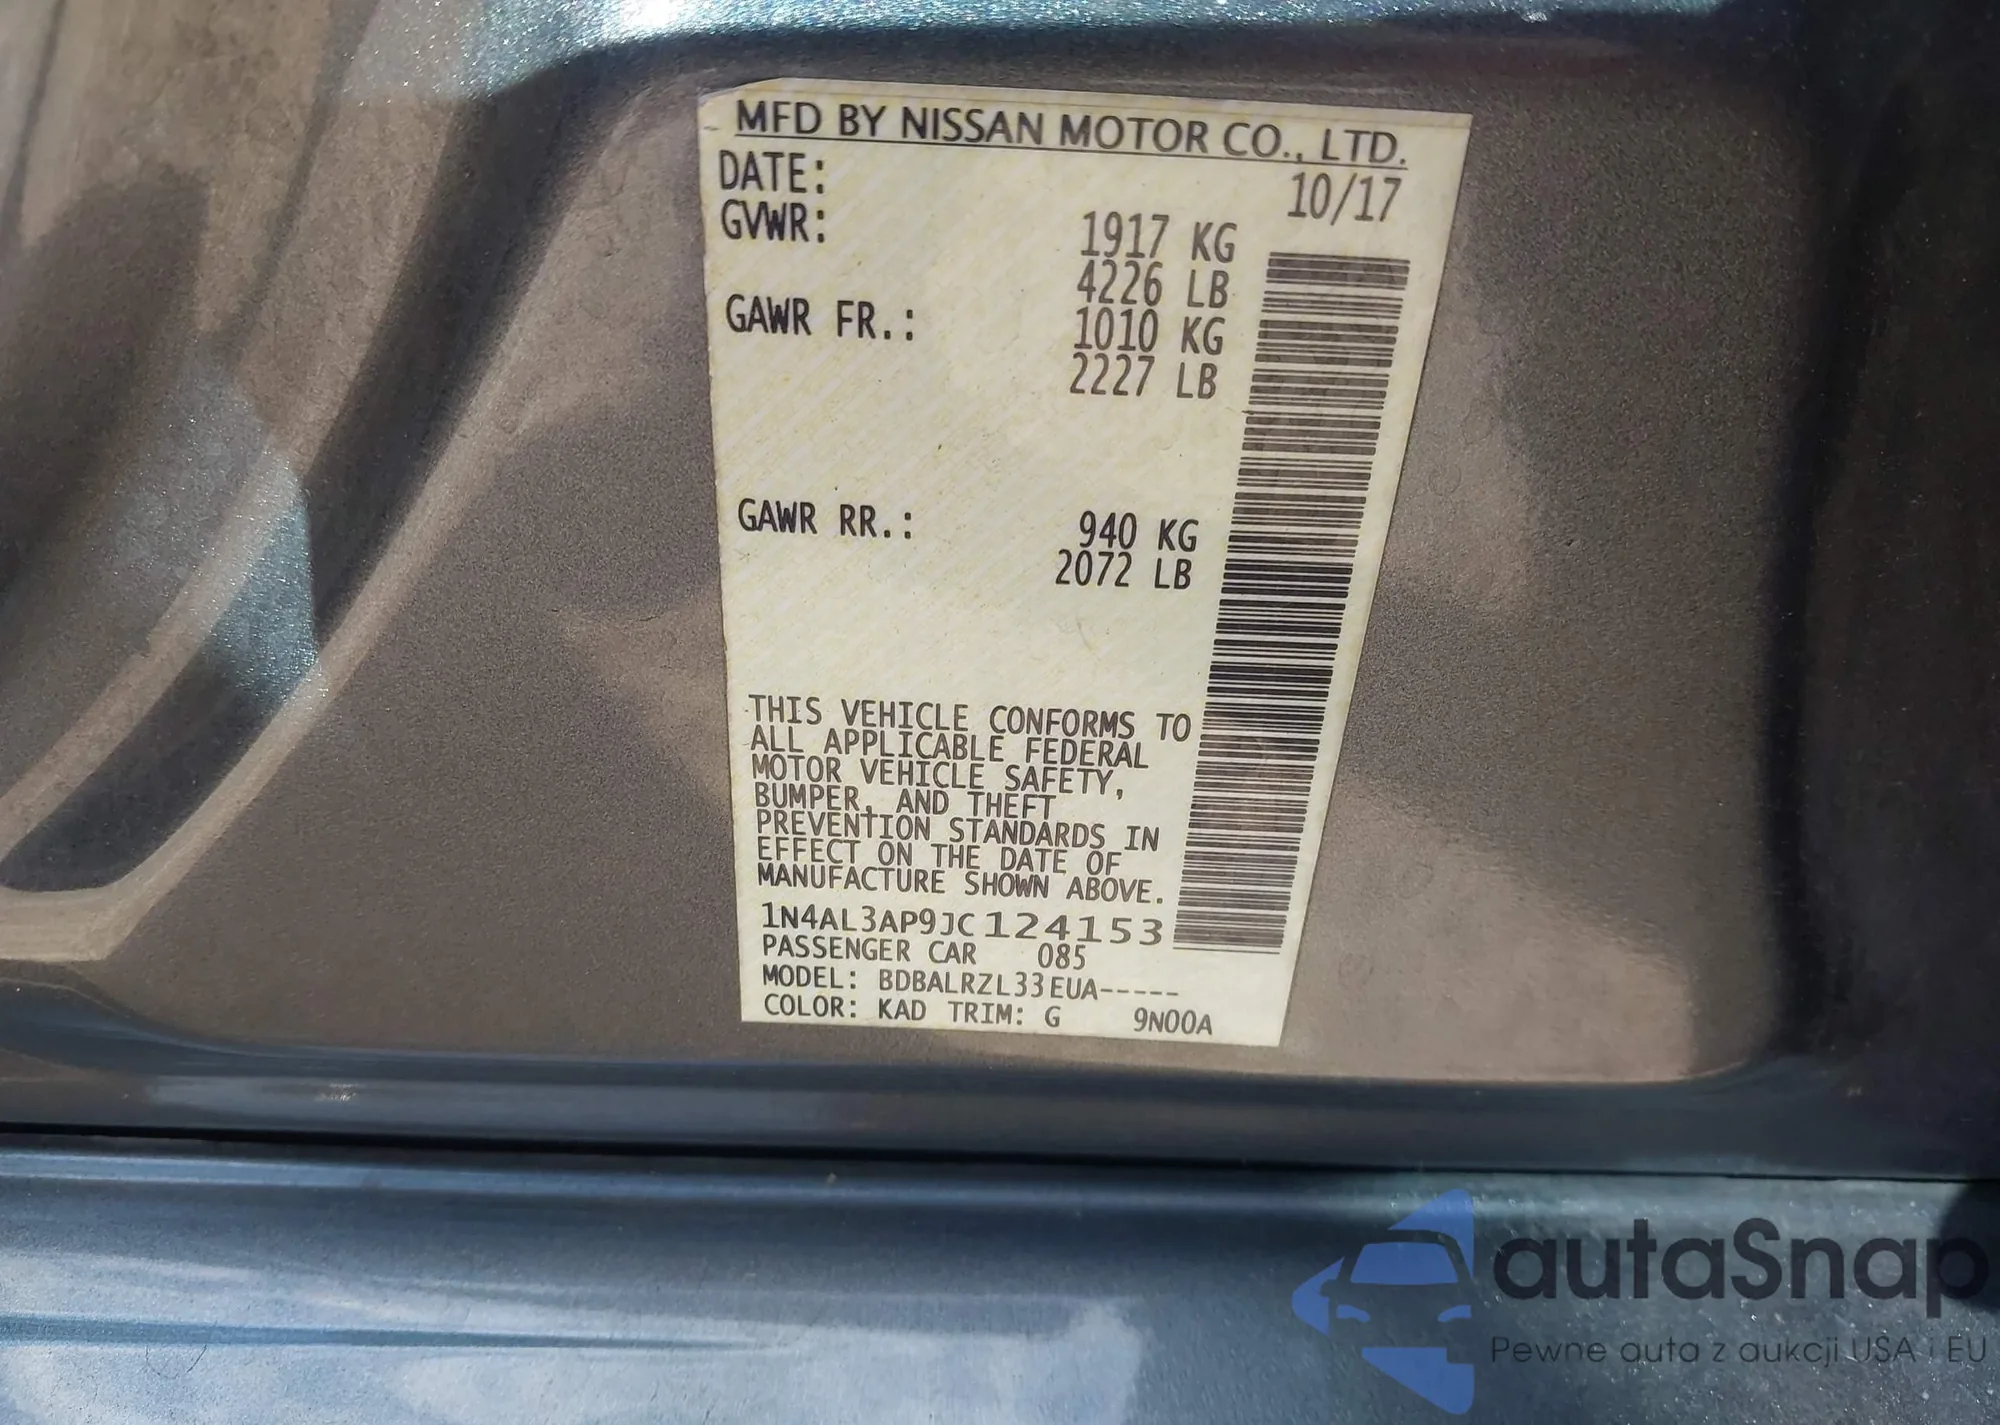 MFD BY NISSAN MOTOR CO., LTD.
DATE: 10/17
GVWR: 1917 KG
4226 LB
GAWR FR.: 1010 KG
2227 LB
GAWR RR.: 940 KG
2072 LB
THIS VEHICLE CONFORMS TO
ALL APPLICABLE FEDERAL
MOTOR VEHICLE SAFETY,
BUMPER, AND THEFT
PREVENTION STANDARDS IN
EFFECT ON THE DATE OF
MANUFACTURE SHOWN ABOVE.
1N4AL3AP9JC124153
PASSENGER CAR 085
MODEL: BDBALRZL33EUA-----
COLOR: KAD TRIM: G 9N00A
autaSnap
Pewne auta z aukcji USA i EU